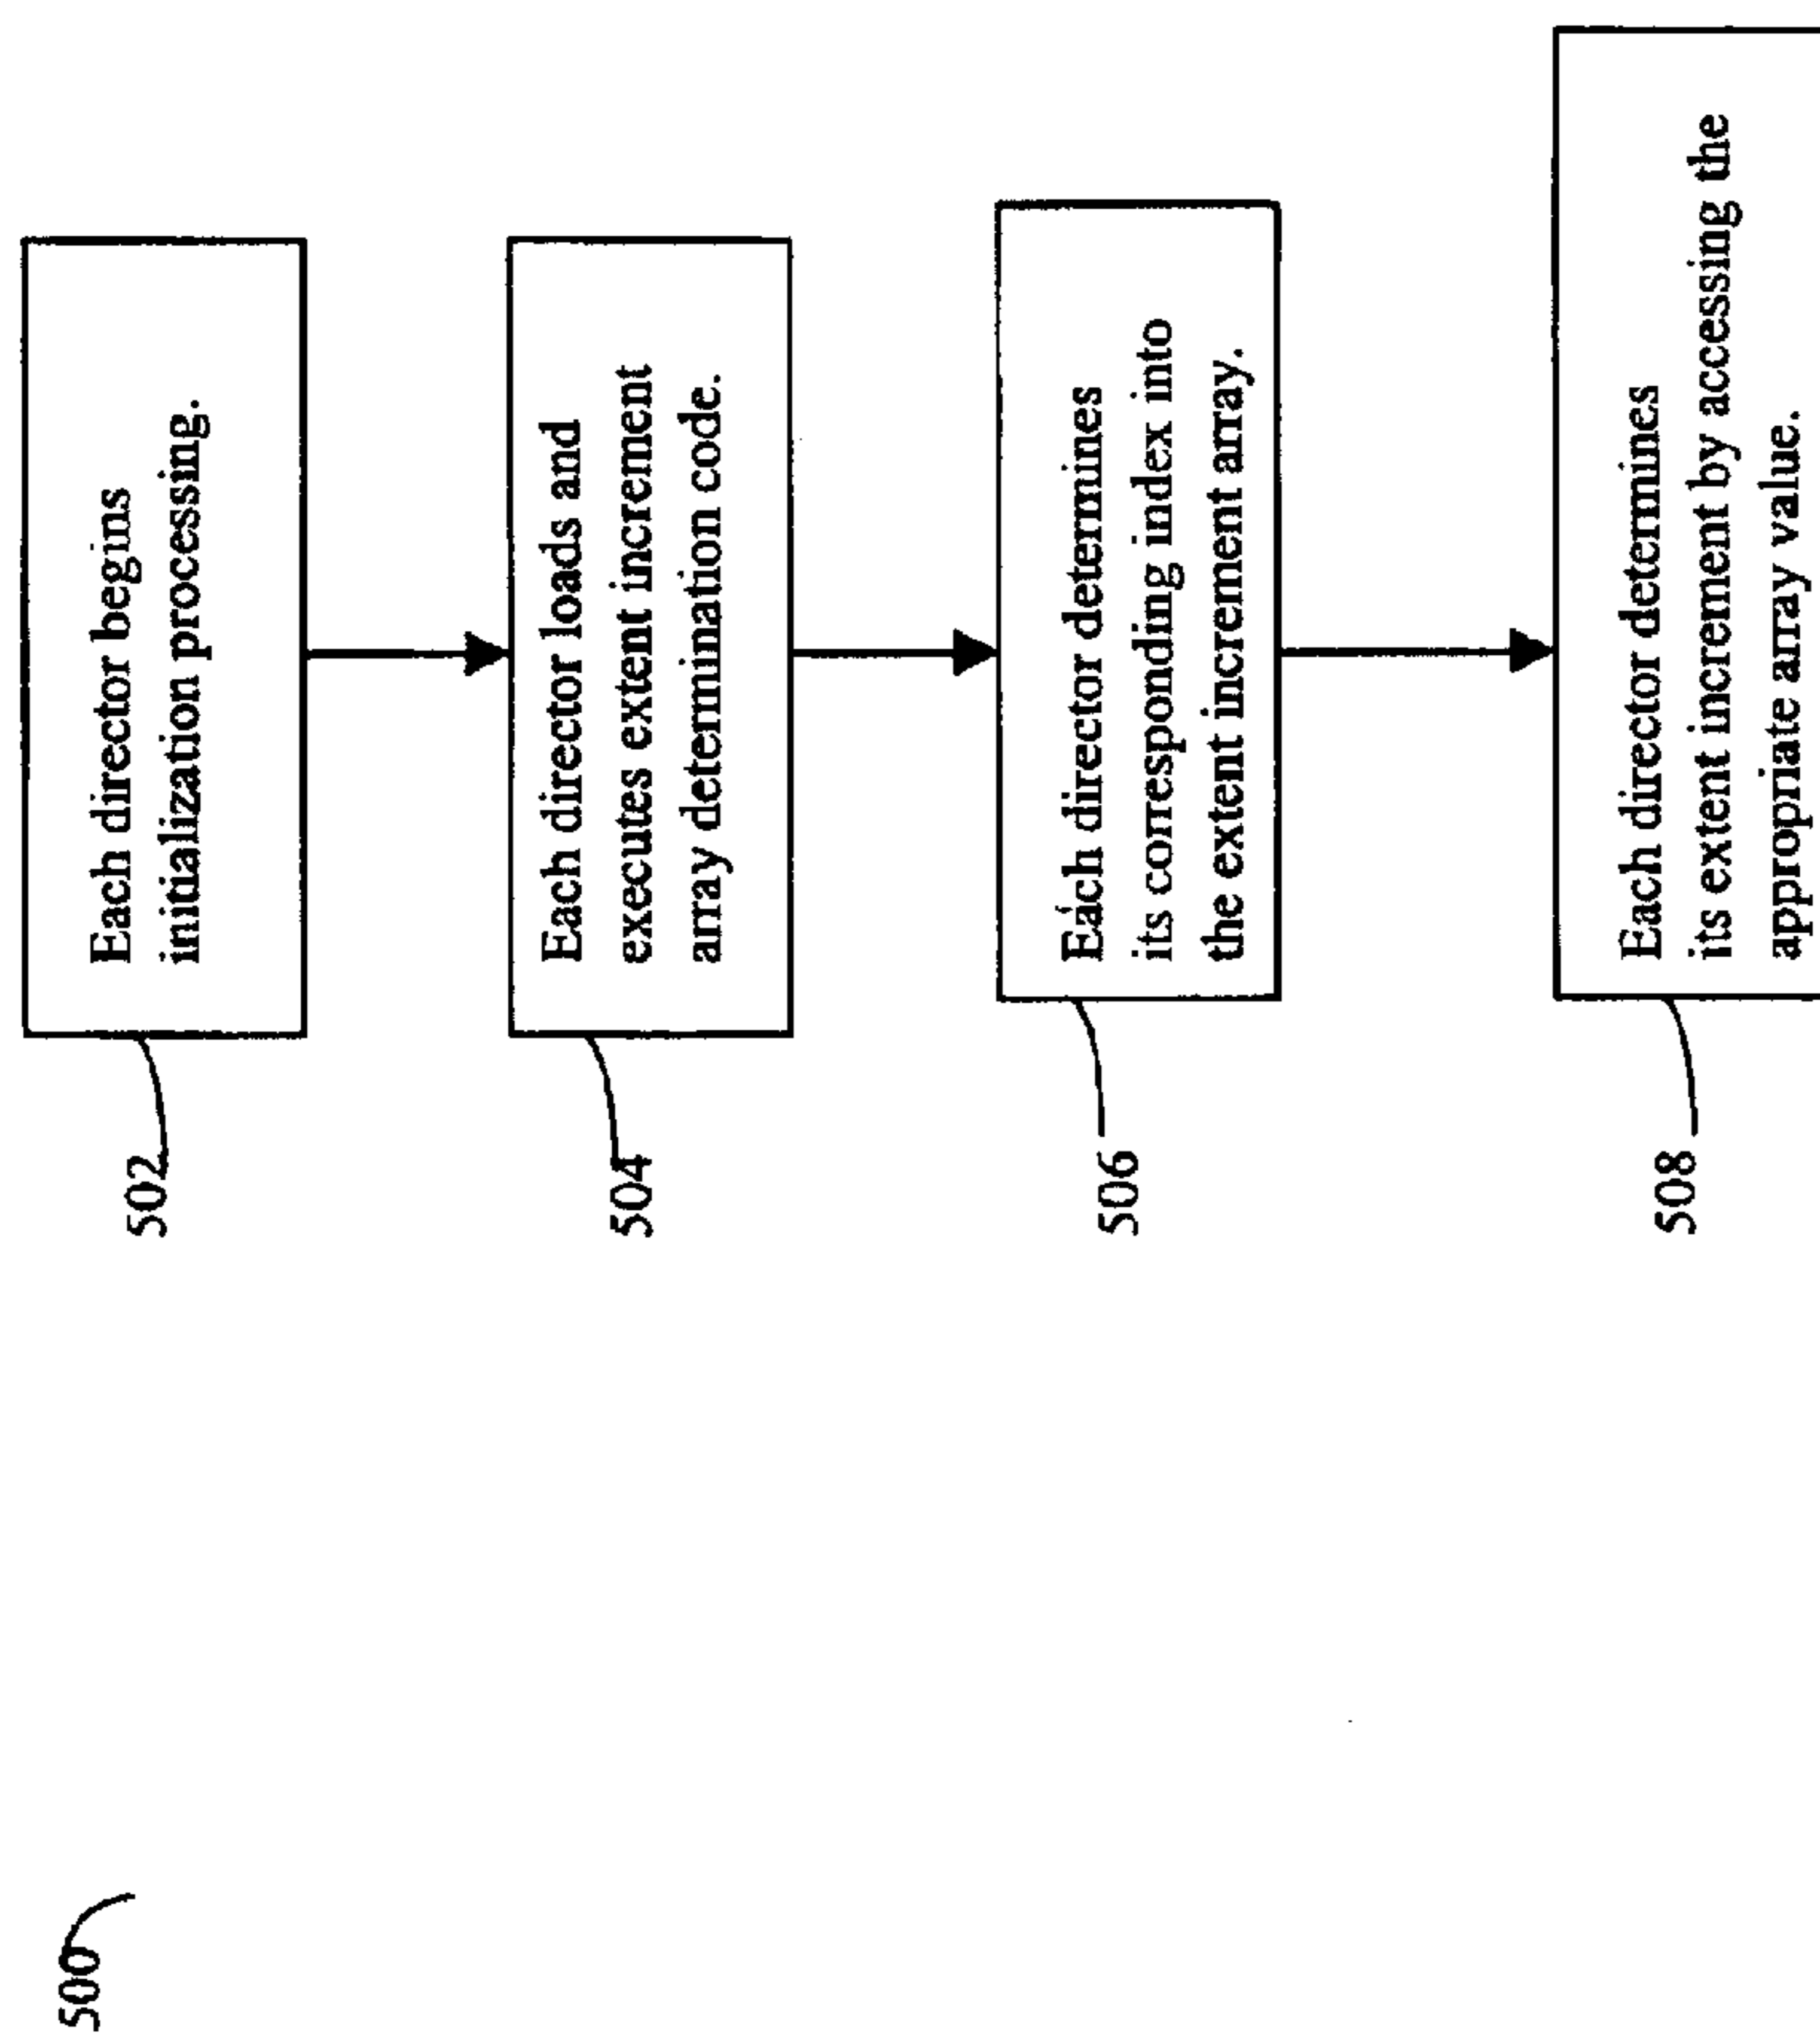 500
502
Each director begins
initialization processing.
504
Each director loads and
executes extent increment
array determination code.
506
Each director determines
its corresponding index into
the extent increment array.
508
Each director determines
its extent increment by accessing the
appropriate array value.